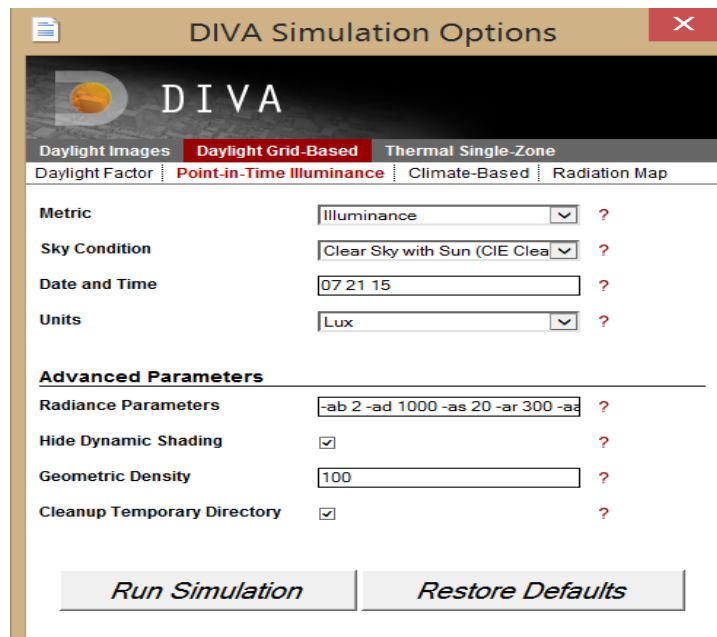 DIVA Simulation Options
DIVA
Daylight Images Daylight Grid-Based Thermal Single-Zone
Daylight Factor Point-in-Time Illuminance Climate-Based Radiation Map
Metric Illuminance ?
Sky Condition Clear Sky with Sun (CIE Clea ?
Date and Time 07 21 15 ?
Units Lux ?
Advanced Parameters
Radiance Parameters -ab 2 -ad 1000 -as 20 -ar 300 -aa ?
Hide Dynamic Shading ?
Geometric Density 100 ?
Cleanup Temporary Directory ?
Run Simulation Restore Defaults